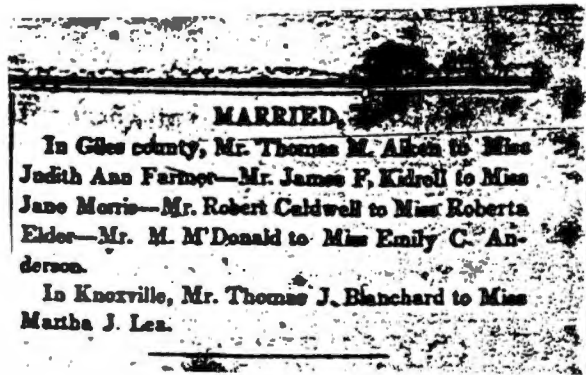 MARRIED.
In Giles county, Mr. Thomas M. Aiken to Miss
Judith Ann Farmer—Mr. James F. Kidrell to Miss
Jane Morris—Mr. Robert Caldwell to Miss Roberta
Elder—Mr. M. M'Donald to Miss Emily C. An-
derson.
In Knoxville, Mr. Thomas J. Blanchard to Miss
Martha J. Lea.